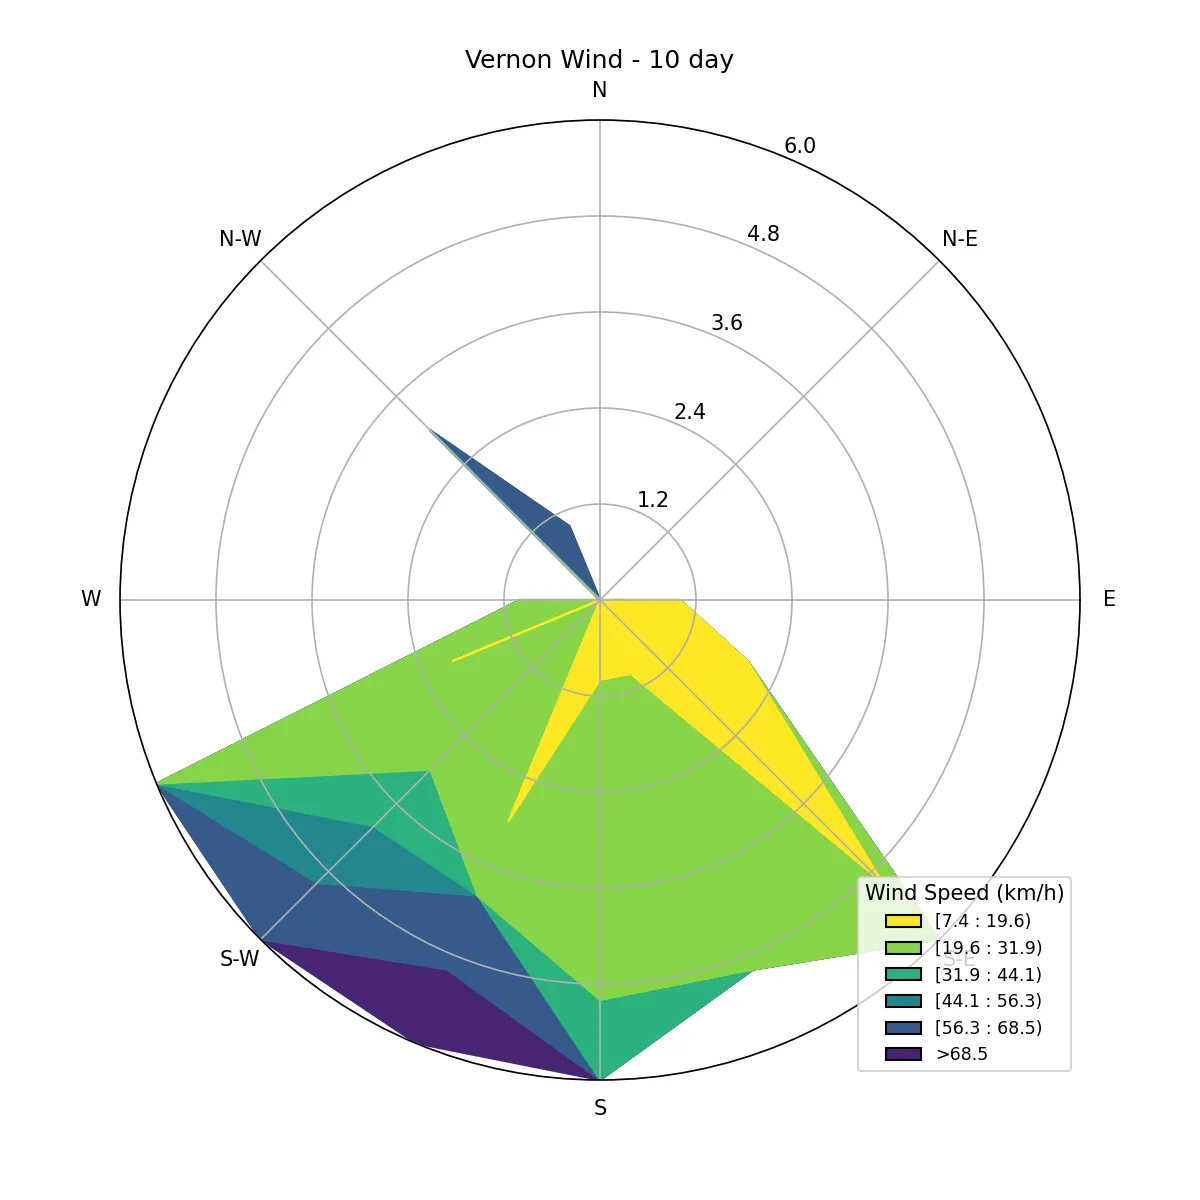 Vernon Wind - 10 day
N
6.0
N-W
4.8
N-E
3.6
2.4
1.2
W
E
S-W
S-E
S
Wind Speed (km/h)
[7.4 : 19.6)
[19.6 : 31.9)
[31.9 : 44.1)
[44.1 : 56.3)
[56.3 : 68.5)
>68.5